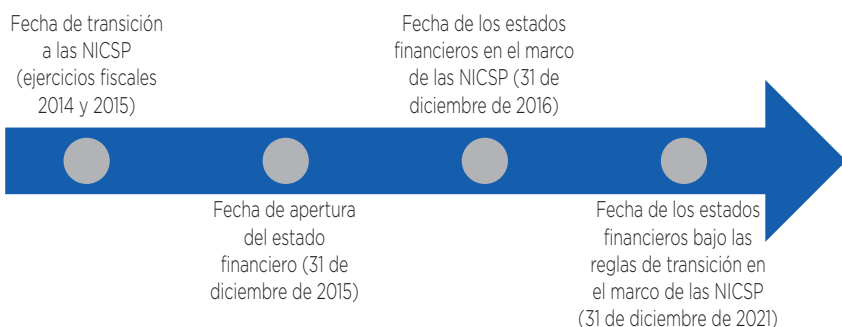 Fecha de transición
a las NICSP
(ejercicios fiscales
2014 y 2015)
Fecha de apertura
del estado
financiero (31 de
diciembre de 2015)
Fecha de los estados
financieros en el marco
de las NICSP (31 de
diciembre de 2016)
Fecha de los estados
financieros bajo las
reglas de transición en
el marco de las NICSP
(31 de diciembre de 2021)